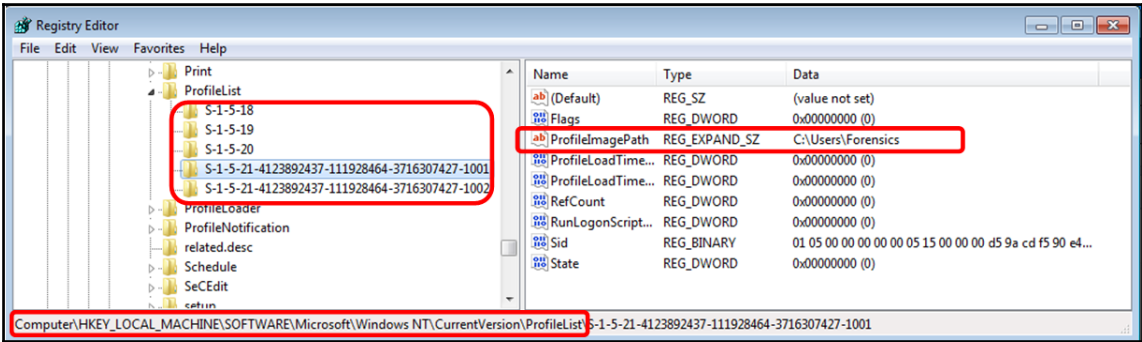 Registry Editor
File Edit View Favorites Help
Print
ProfileList
S-1-5-18
S-1-5-19
S-1-5-20
S-1-5-21-4123892437-111928464-3716307427-1001
S-1-5-21-4123892437-111928464-3716307427-1002
ProfileLoader
ProfileNotification
related.desc
Schedule
SeCEdit
setup
Name Type Data
(Default) REG_SZ (value not set)
Flags REG_DWORD 0x00000000 (0)
ProfileImagePath REG_EXPAND_SZ C:\Users\Forensics
ProfileLoadTime... REG_DWORD 0x00000000 (0)
ProfileLoadTime... REG_DWORD 0x00000000 (0)
RefCount REG_DWORD 0x00000000 (0)
RunLogonScript... REG_DWORD 0x00000000 (0)
Sid REG_BINARY 01 05 00 00 00 00 00 05 15 00 00 00 d5 9a cd f5 90 e4...
State REG_DWORD 0x00000000 (0)
Computer\HKEY_LOCAL_MACHINE\SOFTWARE\Microsoft\Windows NT\CurrentVersion\ProfileList\S-1-5-21-4123892437-111928464-3716307427-1001